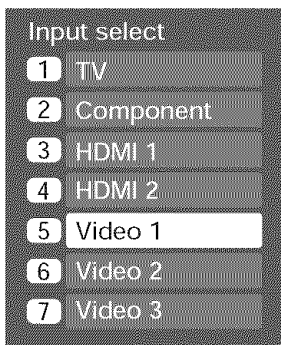 Input select
1 TV
2 Component
3 HDMI 1
4 HDMI 2
5 Video 1
6 Video 2
7 Video 3